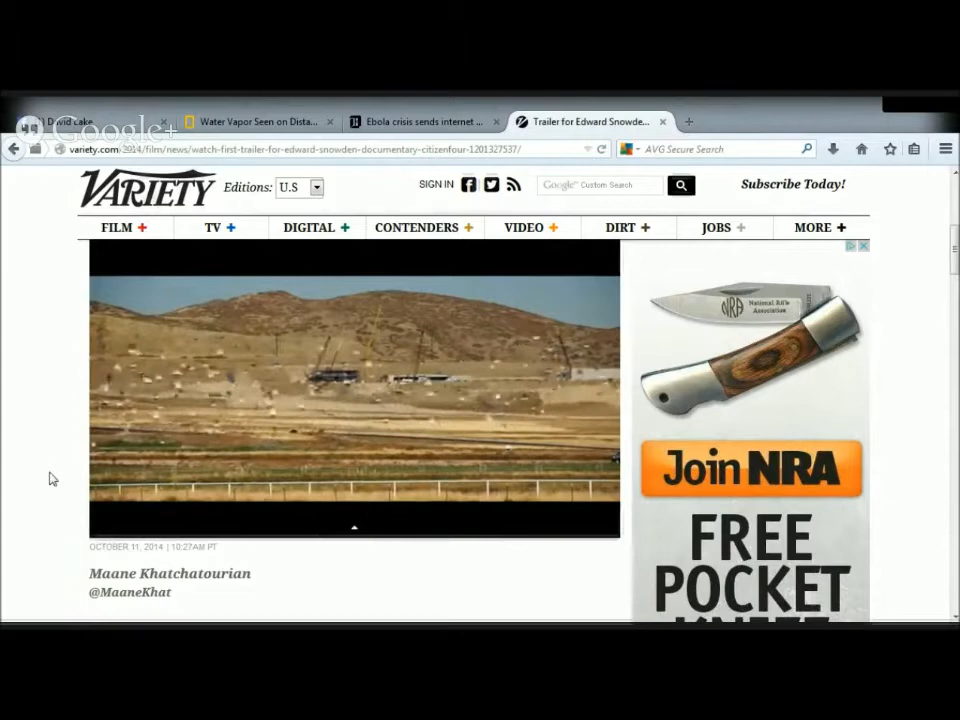 David cake
Google+
Water Vapor Seen on Dista...
Ebola crisis sends internet ...
Trailer for Edward Snowde...
variety.com/2014/film/news/watch-first-trailer-for-edward-snowden-documentary-citizenfour-1201327537/
AVG Secure Search
VARIETY
Editions: U.S
SIGN IN
Google™ Custom Search
Subscribe Today!
FILM +
TV +
DIGITAL +
CONTENDERS +
VIDEO +
DIRT +
JOBS +
MORE +
NRA
National Rifle
Association
Join NRA
FREE
POCKET
KNIFE
OCTOBER 11, 2014 | 10:27AM PT
Maane Khatchatourian
@MaaneKhat